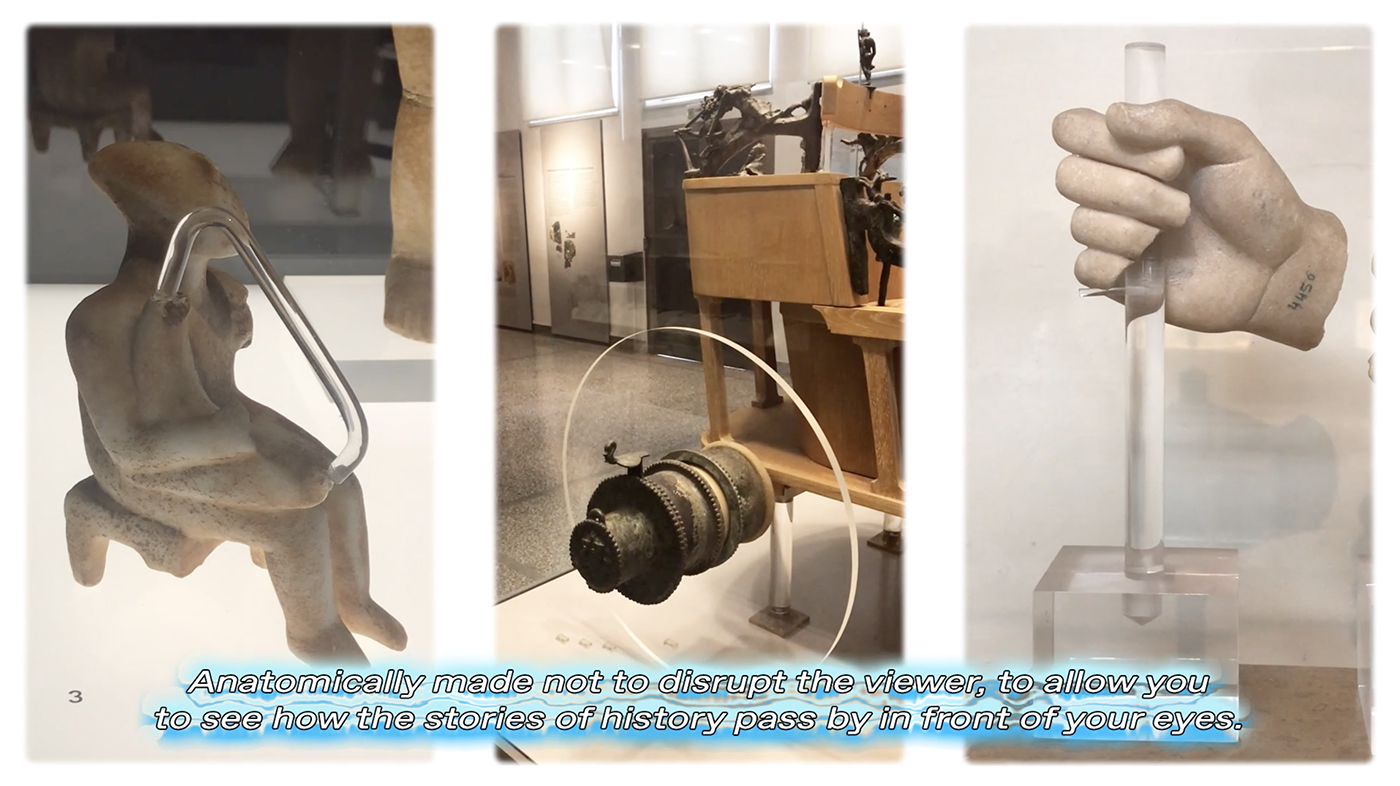 4450
3
Anatomically made not to disrupt the viewer, to allow you
to see how the stories of history pass by in front of your eyes.